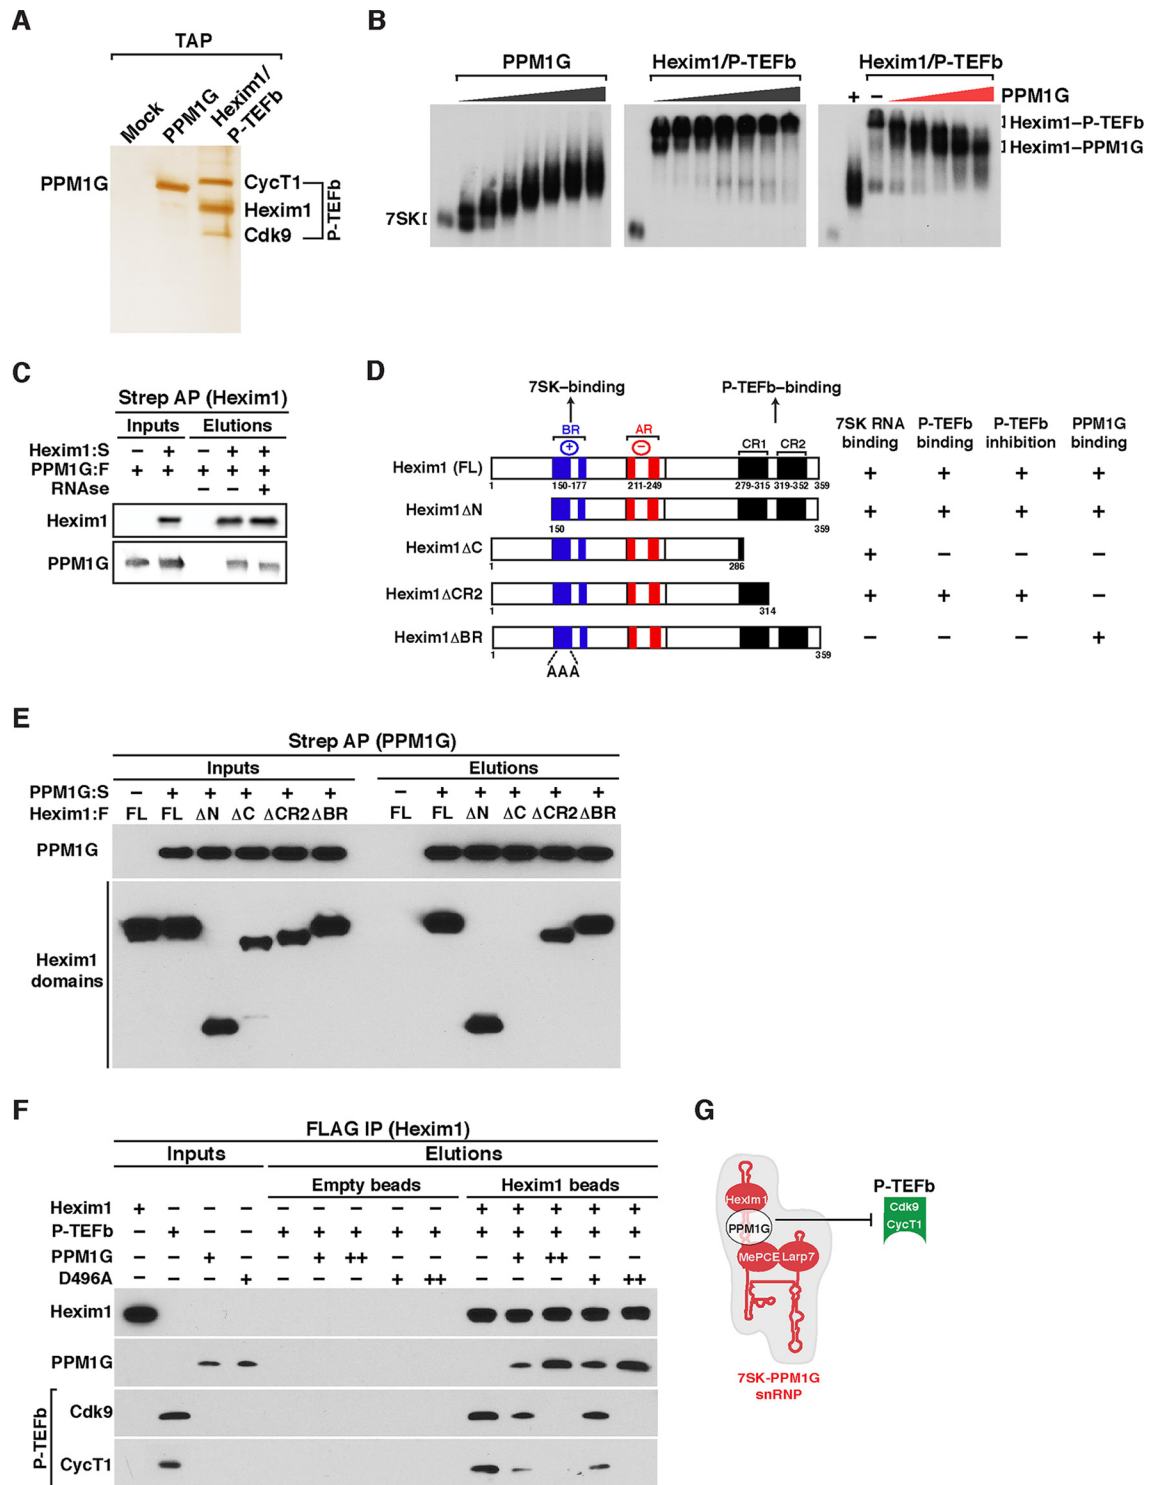 A
TAP
Mock
PPM1G
Hexim1/
P-TEFb
PPM1G
CycT1
Hexim1
Cdk9
P-TEFb
B
PPM1G
Hexim1/P-TEFb
Hexim1/P-TEFb
+ − PPM1G
Hexim1–P-TEFb
Hexim1–PPM1G
7SK
C
Strep AP (Hexim1)
Inputs Elutions
Hexim1:S − + − + +
PPM1G:F + + + + +
RNAse − − +
Hexim1
PPM1G
D
7SK–binding P-TEFb–binding
BR AR CR1 CR2
+ −
7SK RNA binding
P-TEFb binding
P-TEFb inhibition
PPM1G binding
Hexim1 (FL) + + + +
1 150-177 211-249 279-315 319-352 359
Hexim1ΔN + + + +
150 359
Hexim1ΔC + − − −
1 286
Hexim1ΔCR2 + + + −
1 314
Hexim1ΔBR − − − +
1 359
AAA
E
Strep AP (PPM1G)
Inputs Elutions
PPM1G:S − + + + + + − + + + + +
Hexim1:F FL FL ΔN ΔC ΔCR2 ΔBR FL FL ΔN ΔC ΔCR2 ΔBR
PPM1G
Hexim1
domains
F
FLAG IP (Hexim1)
Inputs Elutions
Empty beads Hexim1 beads
Hexim1 + − − − − − − − − + + + + +
P-TEFb − + − − + + + + + + + + + +
PPM1G − − + − − + ++ − − − + ++ − −
D496A − − − + − − − + ++ − − − + ++
Hexim1
PPM1G
Cdk9
CycT1
P-TEFb
G
Hexim1
PPM1G
MePCE Larp7
P-TEFb
Cdk9
CycT1
7SK-PPM1G
snRNP